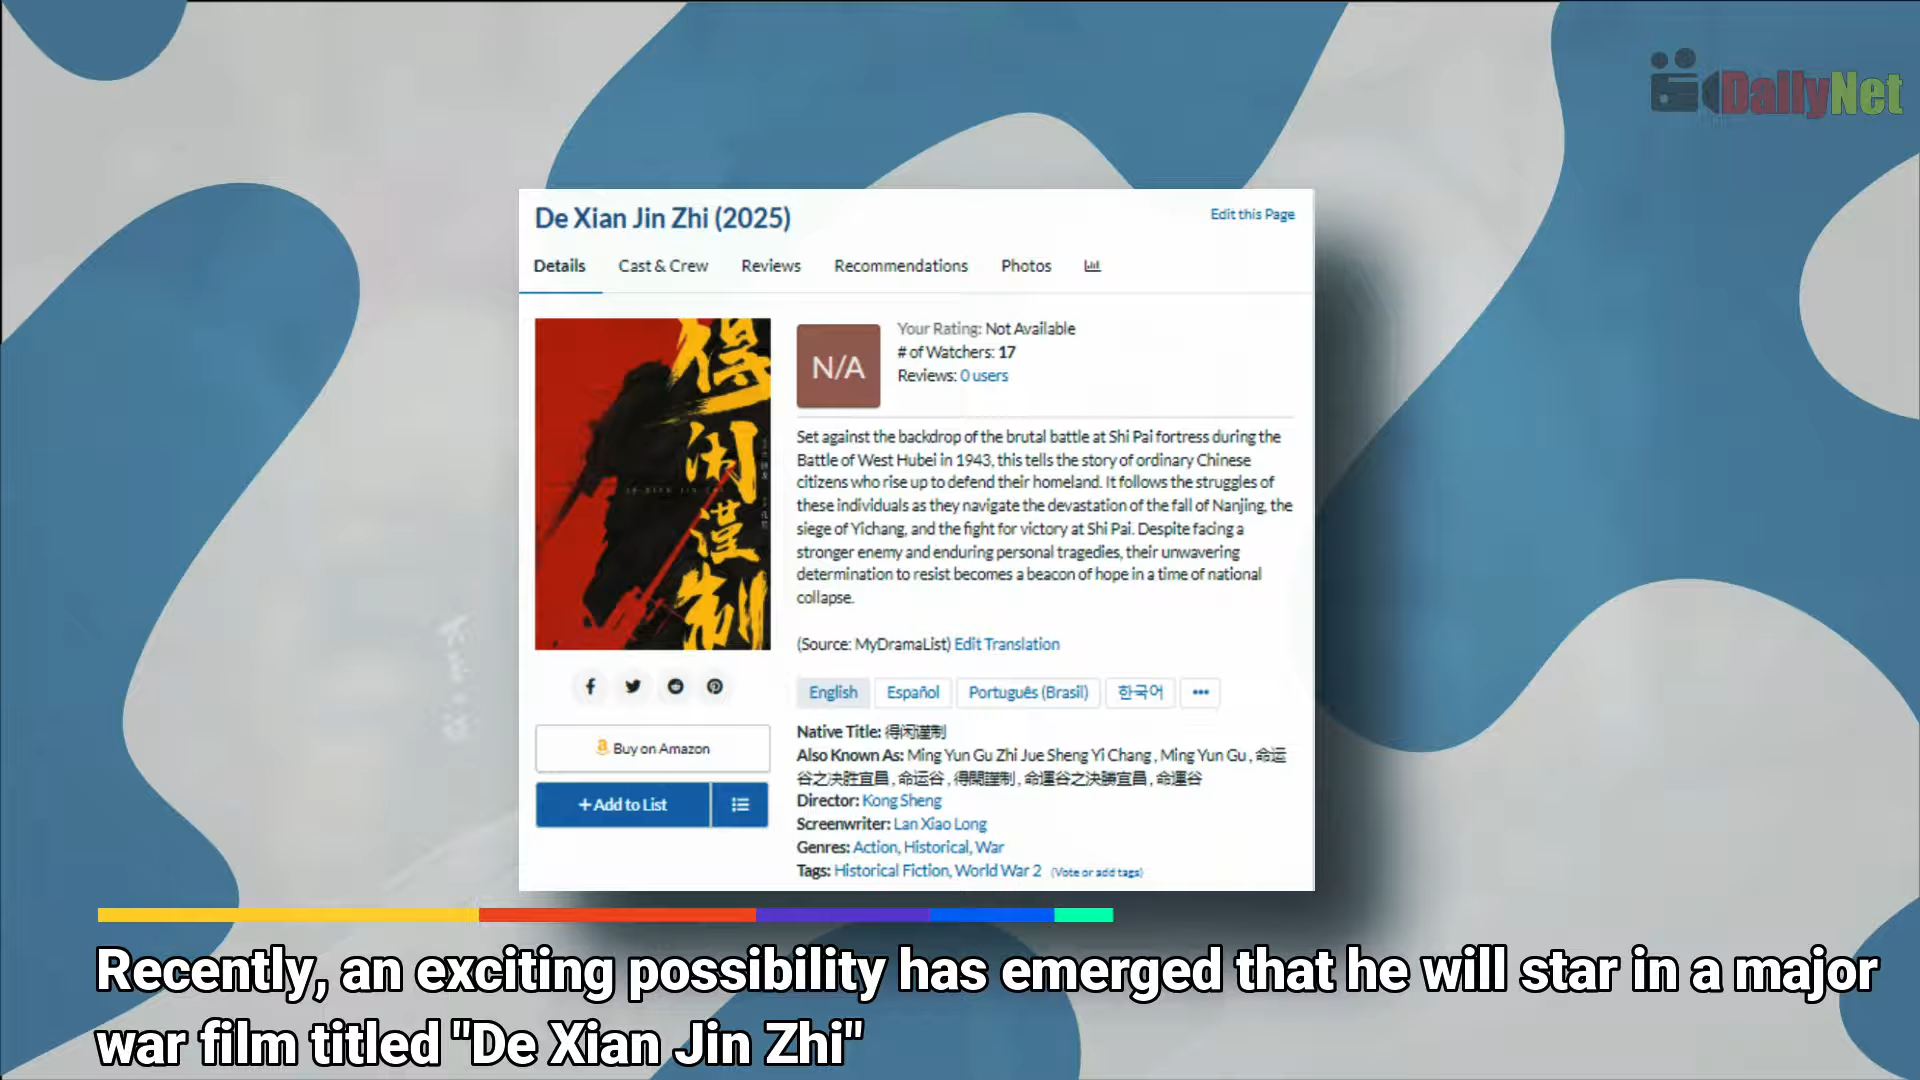 DailyNet
De Xian Jin Zhi (2025)
Edit this Page
Details
Cast & Crew
Reviews
Recommendations
Photos
得
闲
谨
制
DE XIAN JIN ZHI
N/A
Your Rating: Not Available
# of Watchers: 17
Reviews: 0 users
Set against the backdrop of the brutal battle at Shi Pai fortress during the
Battle of West Hubei in 1943, this tells the story of ordinary Chinese
citizens who rise up to defend their homeland. It follows the struggles of
these individuals as they navigate the devastation of the fall of Nanjing, the
siege of Yichang, and the fight for victory at Shi Pai. Despite facing a
stronger enemy and enduring personal tragedies, their unwavering
determination to resist becomes a beacon of hope in a time of national
collapse.
(Source: MyDramaList) Edit Translation
English
Español
Português (Brasil)
한국어
Native Title: 得闲谨制
Also Known As: Ming Yun Gu Zhi Jue Sheng Yi Chang , Ming Yun Gu , 命运
谷之决胜宜昌 , 命运谷 , 得閒謹制 , 命運谷之決勝宜昌 , 命運谷
Director: Kong Sheng
Screenwriter: Lan Xiao Long
Genres: Action, Historical, War
Tags: Historical Fiction, World War 2 (Vote or add tags)
Buy on Amazon
+ Add to List
Recently, an exciting possibility has emerged that he will star in a major
war film titled "De Xian Jin Zhi"